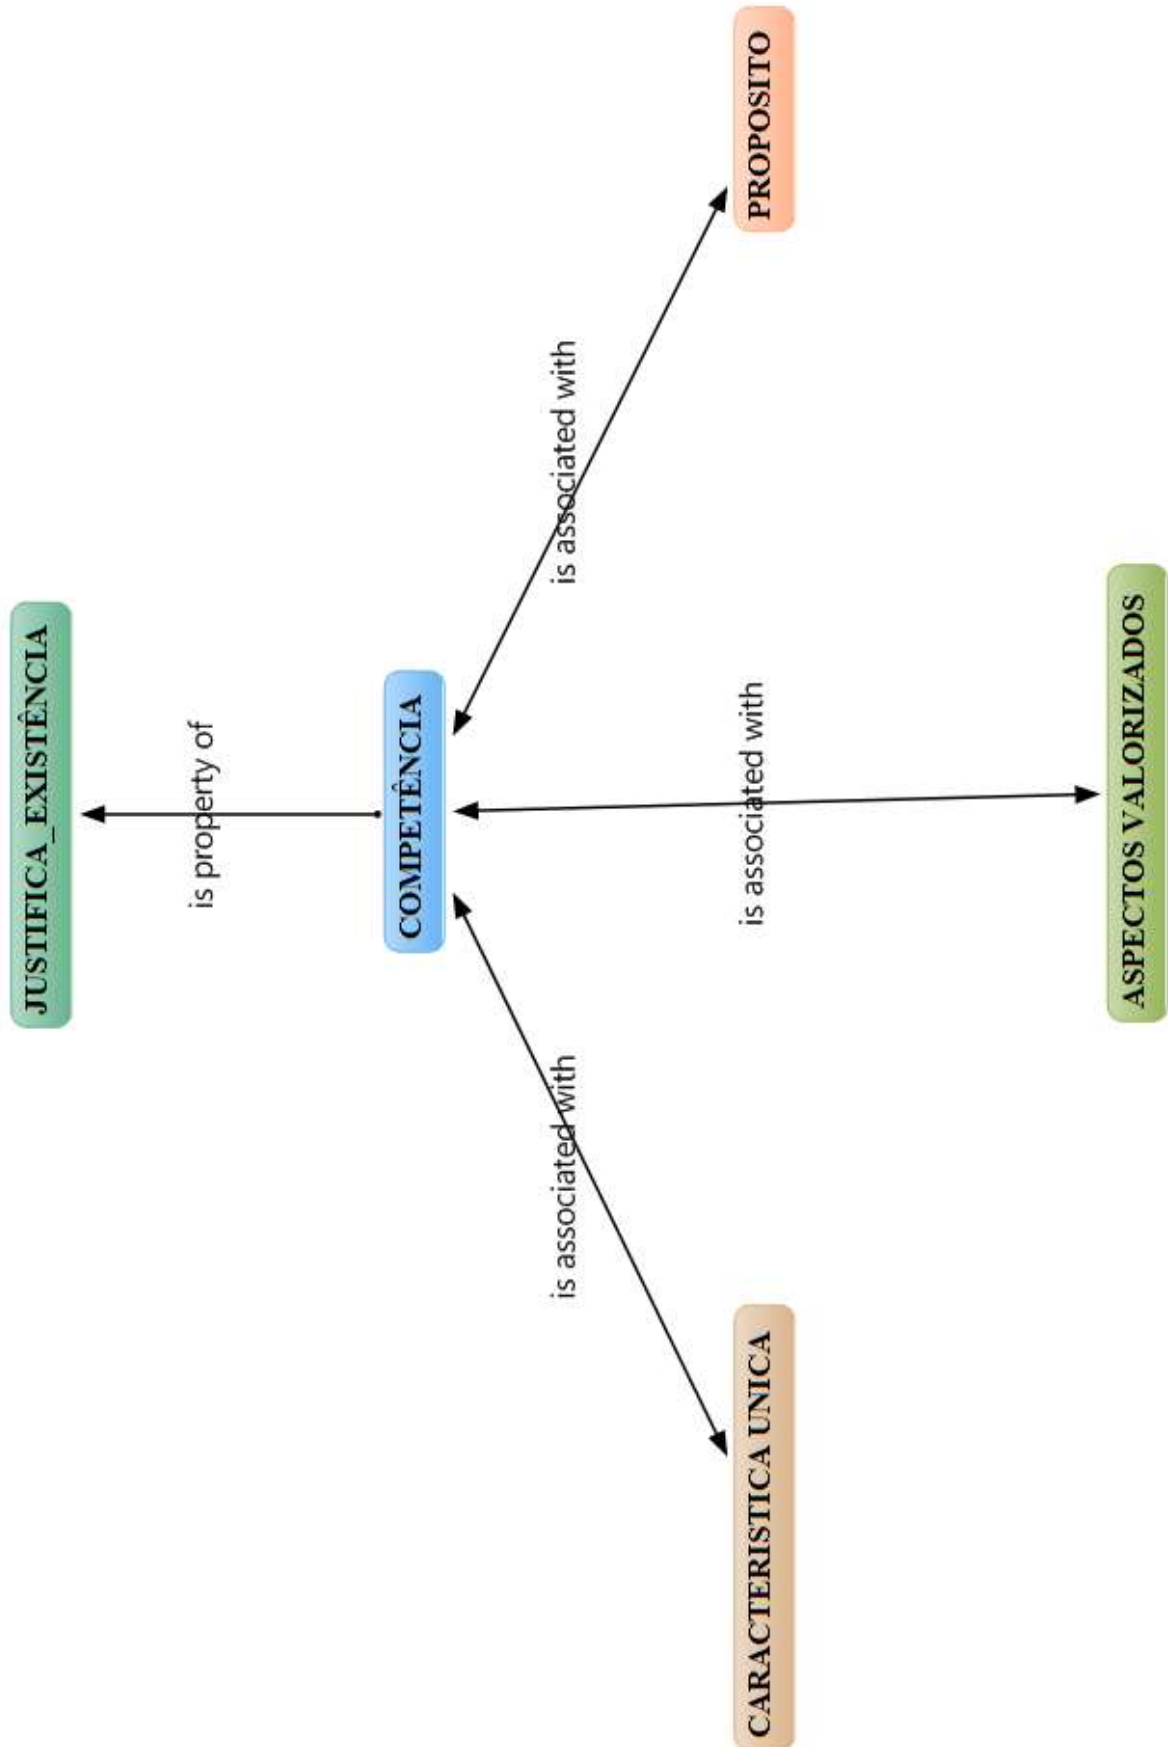 JUSTIFICA_EXISTÊNCIA
is property of
COMPETÊNCIA
is associated with
is associated with
is associated with
CARACTERISTICA UNICA
PROPOSITO
ASPECTOS VALORIZADOS